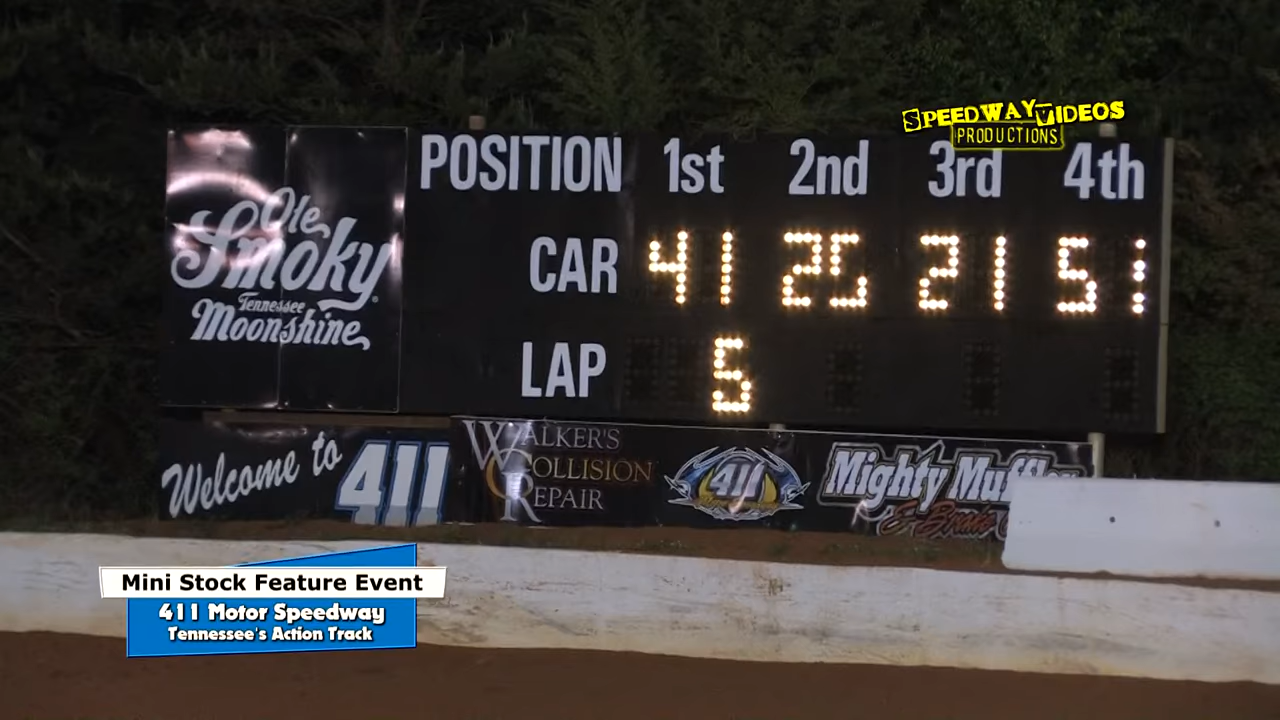 SPEEDWAY VIDEOS
PRODUCTIONS
POSITION 1st 2nd 3rd 4th
CAR 41 25 21 51
LAP 5
Ole
Smoky
Tennessee
Moonshine
Welcome to 411
WALKER'S
COLLISION
REPAIR
411
Mighty Muffler
Mini Stock Feature Event
411 Motor Speedway
Tennessee's Action Track